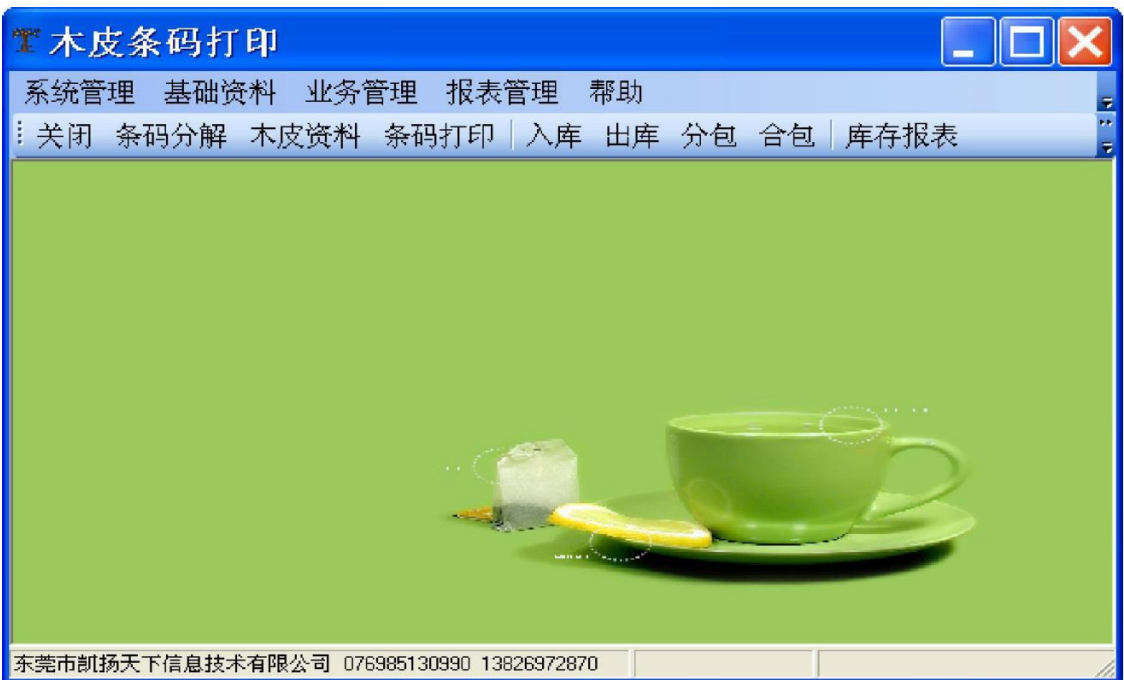 木皮条码打印
系统管理 基础资料 业务管理 报表管理 帮助
关闭 条码分解 木皮资料 条码打印 入库 出库 分包 合包 库存报表
东莞市凯扬天下信息技术有限公司 076985130990 13826972870